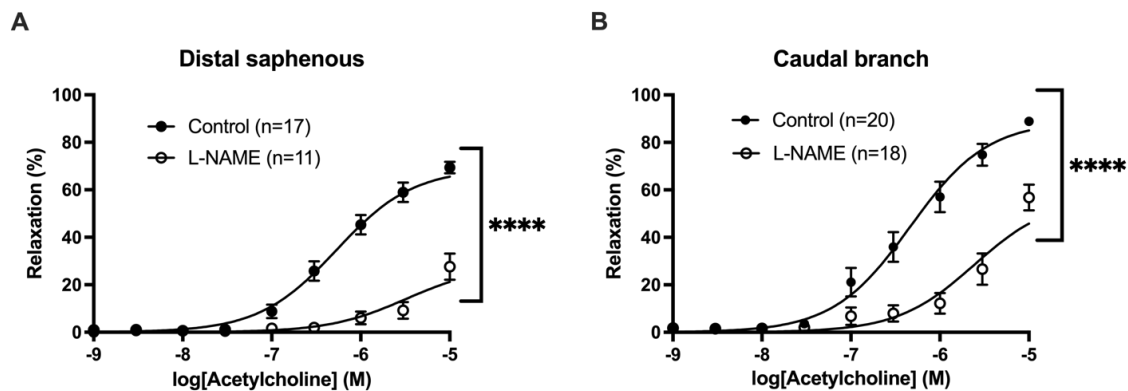 A
Distal saphenous
Relaxation (%)
100
80
60
40
20
0
Control (n=17)
L-NAME (n=11)
****
-9
-8
-7
-6
-5
log[Acetylcholine] (M)
B
Caudal branch
Relaxation (%)
100
80
60
40
20
0
Control (n=20)
L-NAME (n=18)
****
-9
-8
-7
-6
-5
log[Acetylcholine] (M)